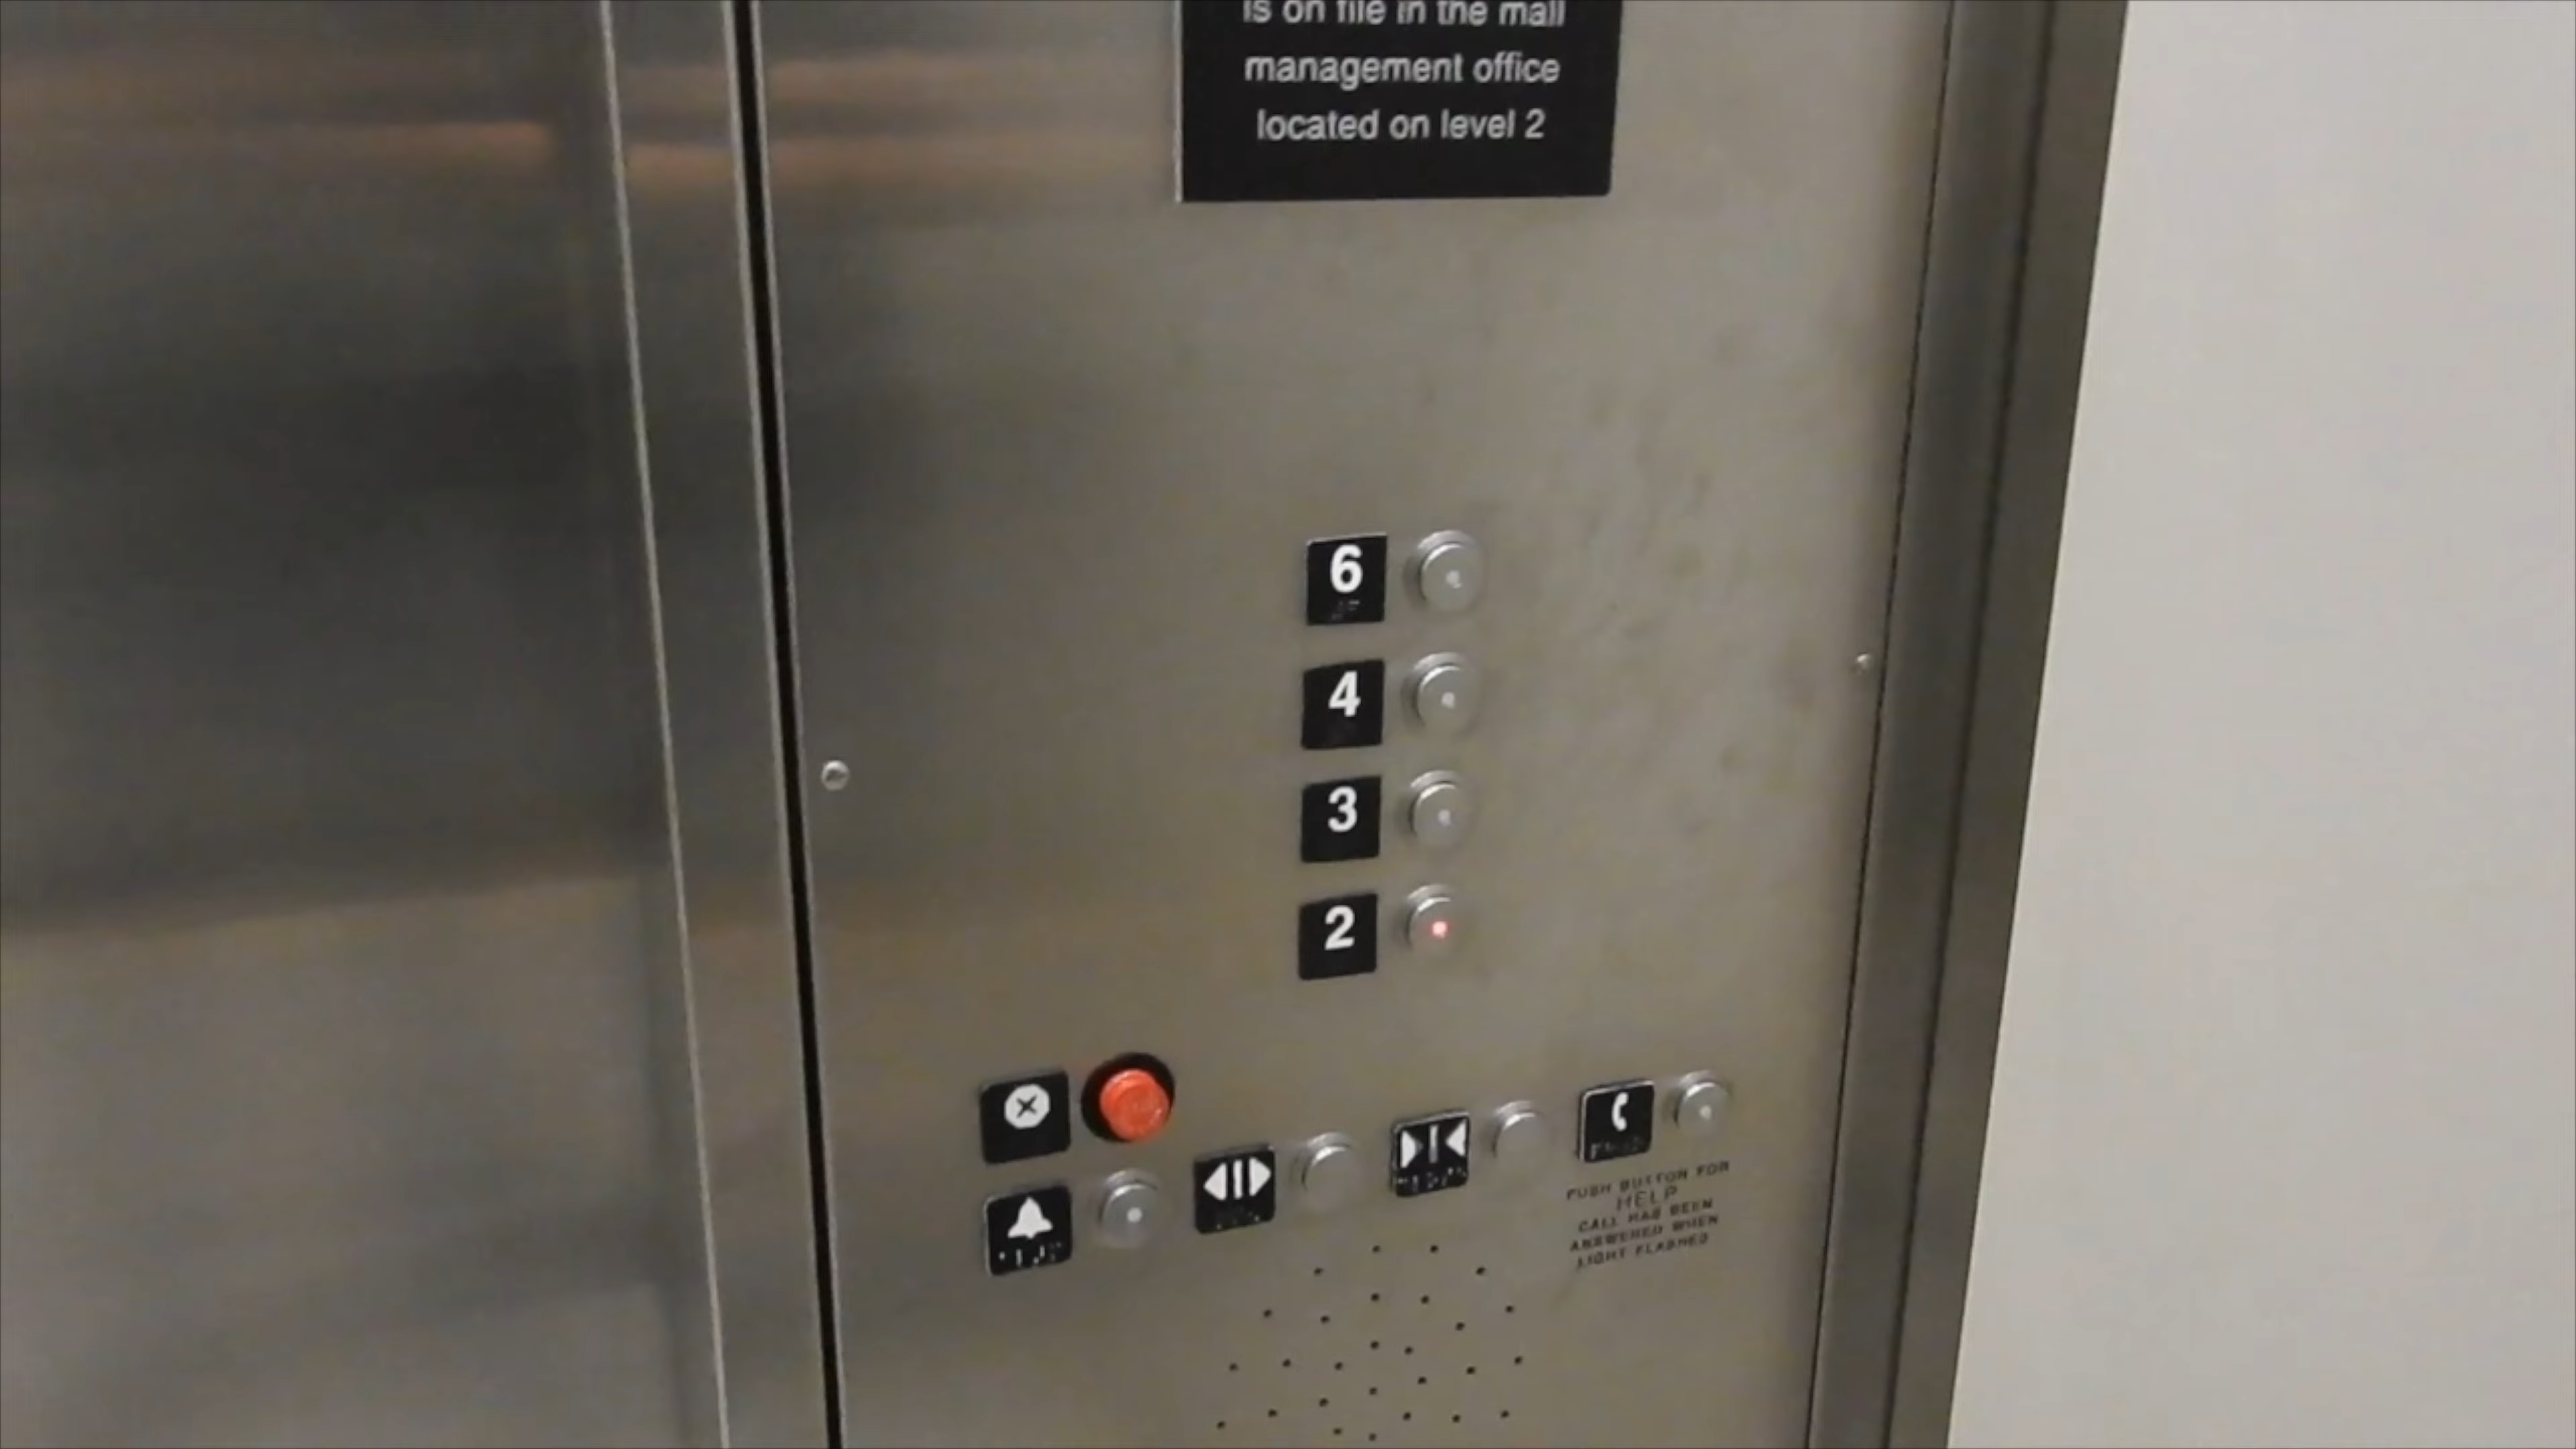 is on file in the mall
management office
located on level 2
6
4
3
2
PUSH BUTTON FOR
HELP
CALL HAS BEEN
ANSWERED WHEN
LIGHT FLASHES